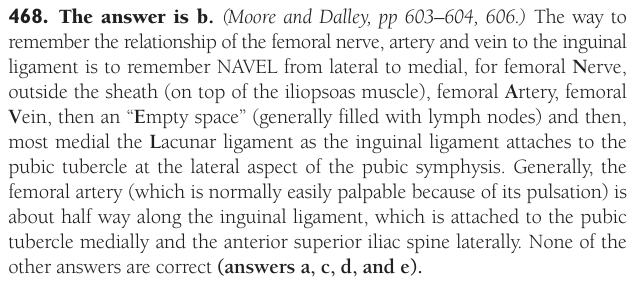 468. The answer is b. (Moore and Dalley, pp 603–604, 606.) The way to
remember the relationship of the femoral nerve, artery and vein to the inguinal
ligament is to remember NAVEL from lateral to medial, for femoral Nerve,
outside the sheath (on top of the iliopsoas muscle), femoral Artery, femoral
Vein, then an “Empty space” (generally filled with lymph nodes) and then,
most medial the Lacunar ligament as the inguinal ligament attaches to the
pubic tubercle at the lateral aspect of the pubic symphysis. Generally, the
femoral artery (which is normally easily palpable because of its pulsation) is
about half way along the inguinal ligament, which is attached to the pubic
tubercle medially and the anterior superior iliac spine laterally. None of the
other answers are correct (answers a, c, d, and e).